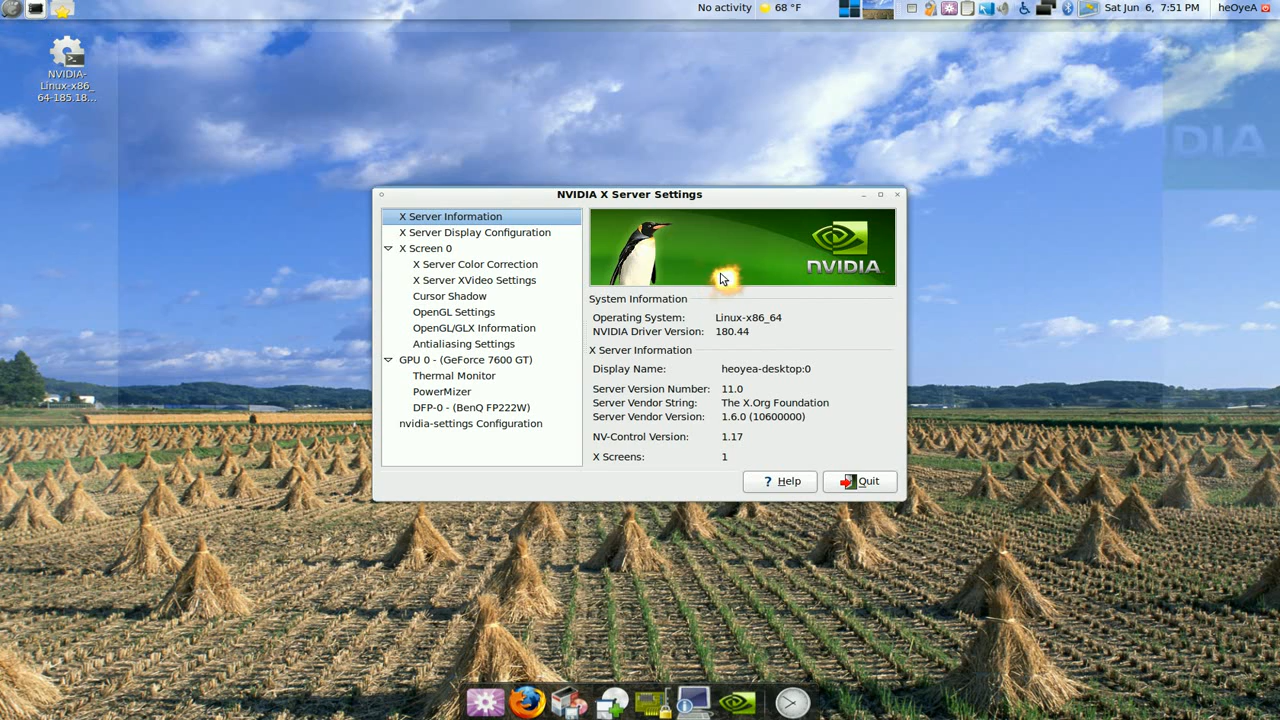 No activity
68 °F
Sat Jun 6, 7:51 PM
heOyeA
NVIDIA-
Linux-x86_
64-185.18...
NVIDIA X Server Settings
X Server Information
X Server Display Configuration
X Screen 0
X Server Color Correction
X Server XVideo Settings
Cursor Shadow
OpenGL Settings
OpenGL/GLX Information
Antialiasing Settings
GPU 0 - (GeForce 7600 GT)
Thermal Monitor
PowerMizer
DFP-0 - (BenQ FP222W)
nvidia-settings Configuration
NVIDIA
System Information
Operating System: Linux-x86_64
NVIDIA Driver Version: 180.44
X Server Information
Display Name: heoyea-desktop:0
Server Version Number: 11.0
Server Vendor String: The X.Org Foundation
Server Vendor Version: 1.6.0 (10600000)
NV-Control Version: 1.17
X Screens: 1
? Help
Quit
VIDIA